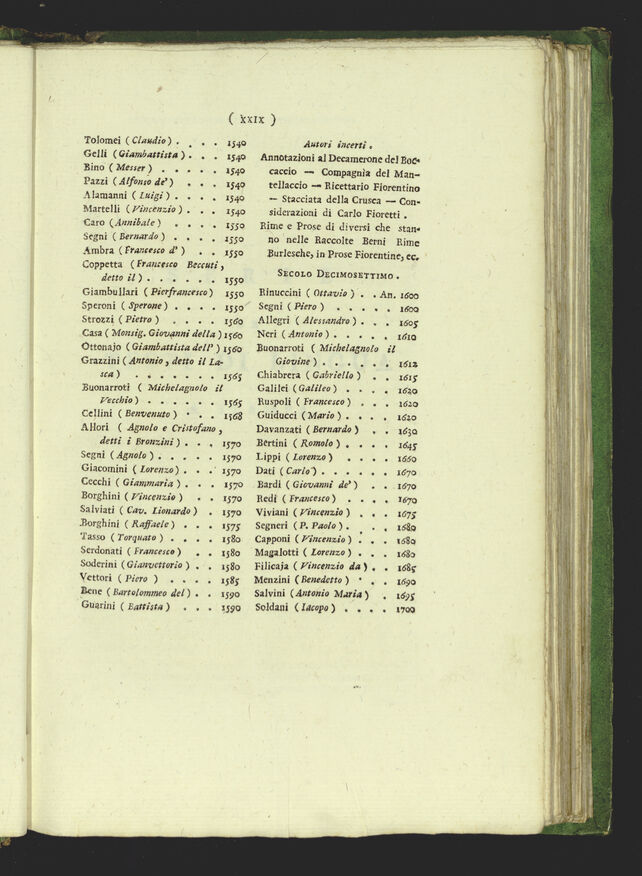 ( XXIX )
Tolomei ( Claudio ) . . . . 1540
Gelli ( Giambattista ) . . . 1540
Bino ( Messer ) . . . . . . 1540
Pazzi ( Alfonso de' ) . . . 1540
Alamanni ( Luigi ) . . . . 1540
Martelli ( Vincenzio ) . . . 1540
Caro ( Annibale ) . . . . 1550
Segni ( Bernardo ) . . . . 1550
Ambra ( Francesco d' ) . . 1550
Coppetta ( Francesco Beccuti ,
detto il ) . . . . . . 1550
Giambullari ( Pierfrancesco ) 1550
Speroni ( Sperone ) . . . . 1550
Strozzi ( Pietro ) . . . . 1560
Casa ( Monsig. Giovanni della ) 1560
Ottonajo ( Giambattista dell' ) 1560
Grazzini ( Antonio , detto il La-
sca ) . . . . . . . 1565
Buonarroti ( Michelagnolo il
Vecchio ) . . . . . . 1565
Cellini ( Benvenuto ) . . . 1568
Allori ( Agnolo e Cristofano ,
detti i Bronzini ) . . . 1570
Segni ( Agnolo ) . . . . . 1570
Giacomini ( Lorenzo ) . . . 1570
Cecchi ( Giammaria ) . . . 1570
Borghini ( Vincenzio ) . . 1570
Salviati ( Cav. Lionardo ) . 1570
Borghini ( Raffaele ) . . . 1575
Tasso ( Torquato ) . . . . 1580
Serdonati ( Francesco ) . . 1580
Soderini ( Gianvettorio ) . . 1580
Vettori ( Piero ) . . . . 1585
Bene ( Bartolommeo del ) . . 1590
Guarini ( Battista ) . . . 1590
Autori incerti .
Annotazioni al Decamerone del Boc-
caccio — Compagnia del Man-
tellaccio — Ricettario Fiorentino
— Stacciata della Crusca — Con-
siderazioni di Carlo Fioretti .
Rime e Prose di diversi che stan-
no nelle Raccolte Berni Rime
Burlesche, in Prose Fiorentine, ec.
SECOLO DECIMOSETTIMO .
Rinuccini ( Ottavio ) . . An. 1600
Segni ( Piero ) . . . . . 1600
Allegri ( Alessandro ) . . . 1605
Neri ( Antonio ) . . . . . 1610
Buonarroti ( Michelagnolo il
Giovine ) . . . . . . 1612
Chiabrera ( Gabriello ) . . 1615
Galilei ( Galileo ) . . . . 1620
Ruspoli ( Francesco ) . . . 1620
Guiducci ( Mario ) . . . . 1620
Davanzati ( Bernardo ) . . 1630
Bertini ( Romolo ) . . . . 1645
Lippi ( Lorenzo ) . . . . 1660
Dati ( Carlo ) . . . . . . 1670
Bardi ( Giovanni de' ) . . 1670
Redi ( Francesco ) . . . . 1670
Viviani ( Vincenzio ) . . . 1675
Segneri ( P. Paolo ) . . . 1680
Capponi ( Vincenzio ) . . . 1680
Magalotti ( Lorenzo ) . . . 1680
Filicaja ( Vincenzio da ) . . 1685
Menzini ( Benedetto ) . . . 1690
Salvini ( Antonio Maria ) . 1695
Soldani ( Iacopo ) . . . . 1700